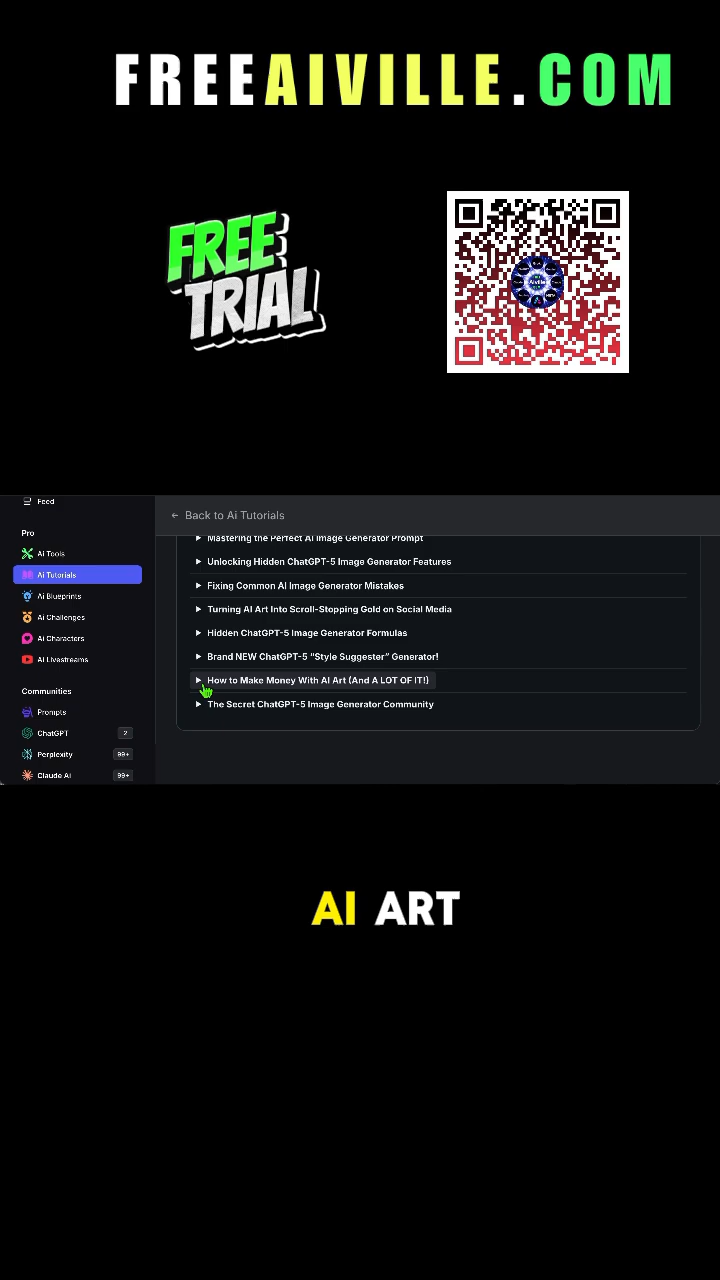 FREEAIVILLE.COM
FREE
TRIAL
Feed
Pro
Ai Tools
Ai Tutorials
Ai Blueprints
Ai Challenges
Ai Characters
Ai Livestreams
Communities
Prompts
ChatGPT 2
Perplexity 99+
Claude Ai 99+
← Back to Ai Tutorials
Mastering the Perfect AI Image Generator Prompt
Unlocking Hidden ChatGPT-5 Image Generator Features
Fixing Common AI Image Generator Mistakes
Turning AI Art Into Scroll-Stopping Gold on Social Media
Hidden ChatGPT-5 Image Generator Formulas
Brand NEW ChatGPT-5 “Style Suggester” Generator!
How to Make Money With AI Art (And A LOT OF IT!)
The Secret ChatGPT-5 Image Generator Community
AI ART